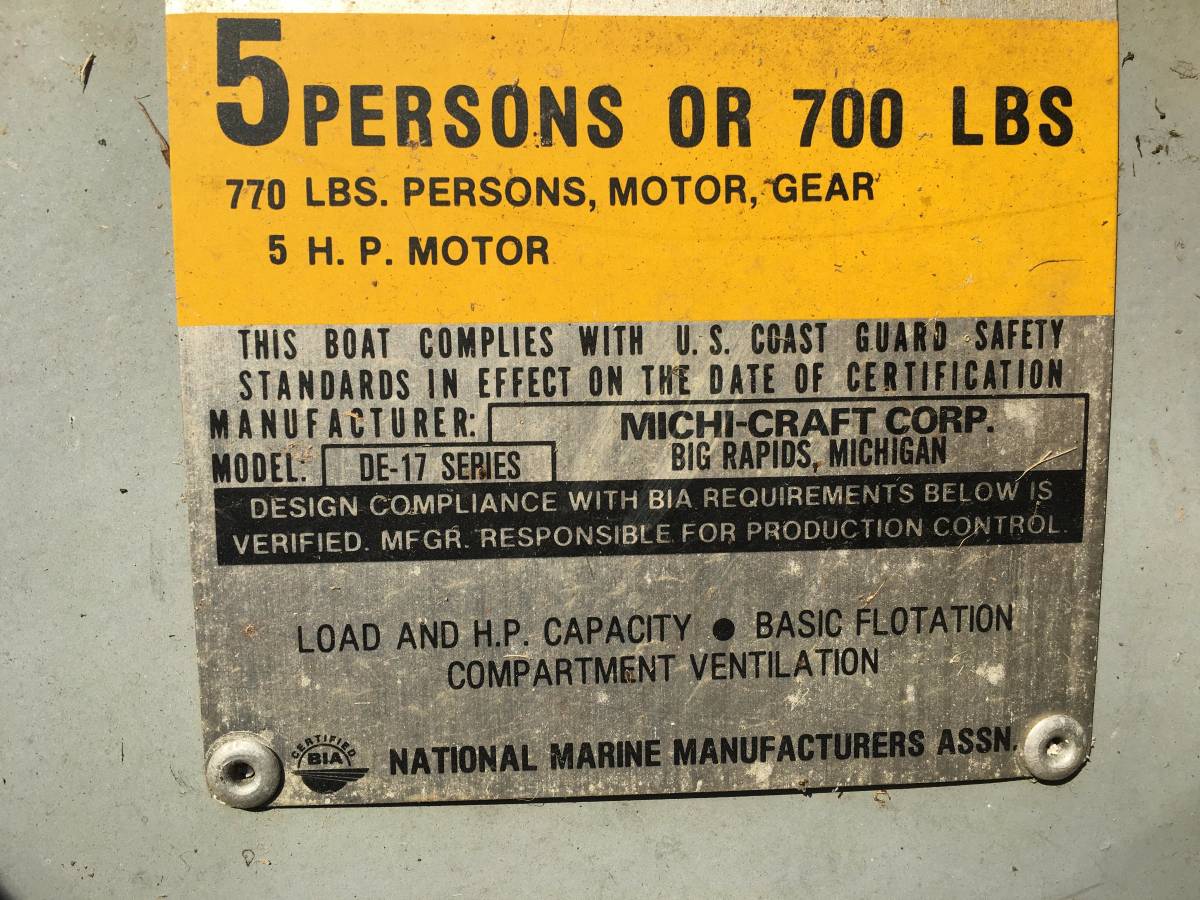 5 PERSONS OR 700 LBS
770 LBS. PERSONS, MOTOR, GEAR
5 H. P. MOTOR
THIS BOAT COMPLIES WITH U.S. COAST GUARD SAFETY
STANDARDS IN EFFECT ON THE DATE OF CERTIFICATION
MANUFACTURER: MICHI-CRAFT CORP.
BIG RAPIDS, MICHIGAN
MODEL: DE-17 SERIES
DESIGN COMPLIANCE WITH BIA REQUIREMENTS BELOW IS
VERIFIED. MFGR. RESPONSIBLE FOR PRODUCTION CONTROL.
LOAD AND H.P. CAPACITY ● BASIC FLOTATION
COMPARTMENT VENTILATION
CERTIFIED
BIA
NATIONAL MARINE MANUFACTURERS ASSN.